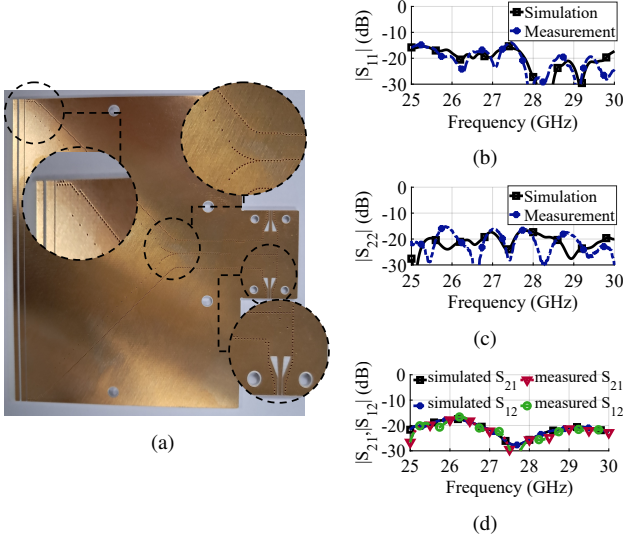 (a)
0
-10
-20
-30
|S11| (dB)
Simulation
Measurement
25 26 27 28 29 30
Frequency (GHz)
(b)
0
-10
-20
-30
|S22| (dB)
Simulation
Measurement
25 26 27 28 29 30
Frequency (GHz)
(c)
0
-10
-20
-30
|S21|,|S12| (dB)
simulated S21 measured S21
simulated S12 measured S12
25 26 27 28 29 30
Frequency (GHz)
(d)